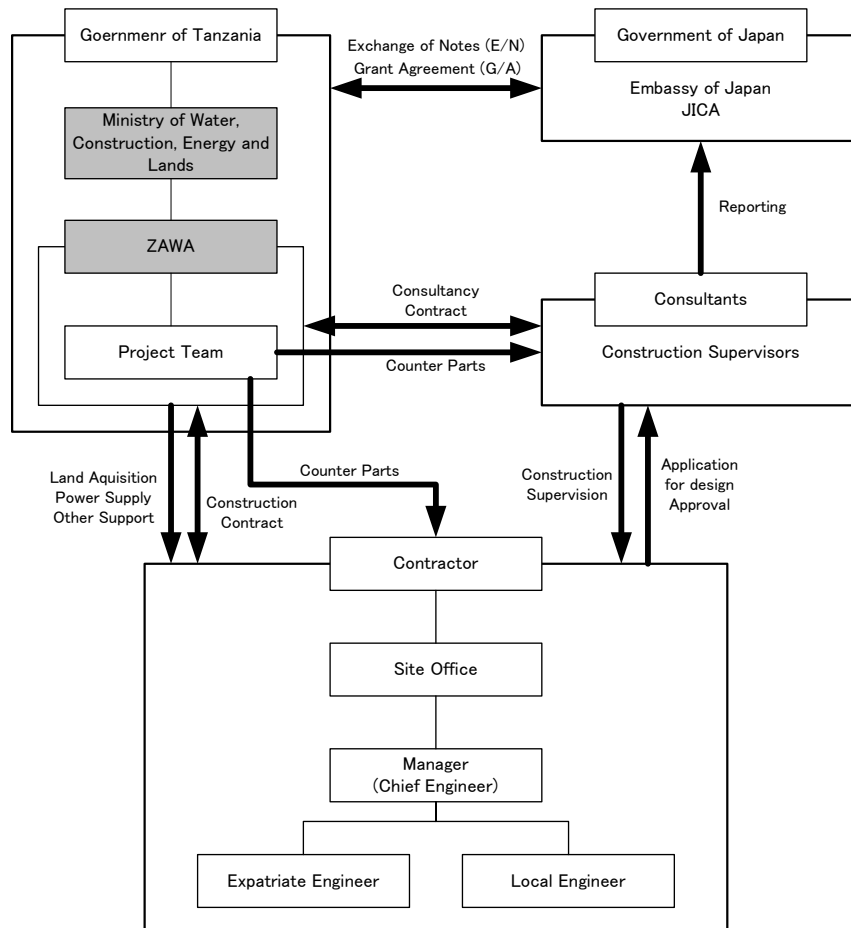 Goernmenr of Tanzania
Exchange of Notes (E/N)
Grant Agreement (G/A)
Government of Japan
Embassy of Japan
JICA
Ministry of Water,
Construction, Energy and
Lands
Reporting
ZAWA
Consultancy
Contract
Consultants
Project Team
Counter Parts
Construction Supervisors
Land Aquisition
Power Supply
Other Support
Construction
Contract
Counter Parts
Construction
Supervision
Application
for design
Approval
Contractor
Site Office
Manager
(Chief Engineer)
Expatriate Engineer
Local Engineer